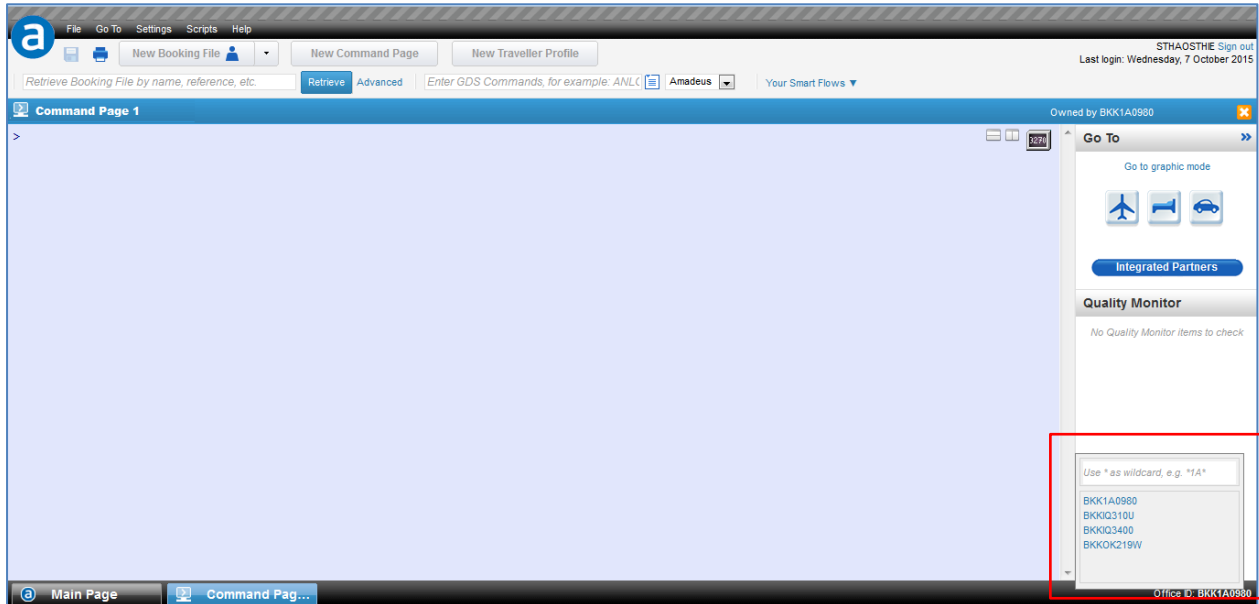 a
File Go To Settings Scripts Help
New Booking File New Command Page New Traveller Profile
STHAOSTHIE Sign out
Last login: Wednesday, 7 October 2015
Retrieve Booking File by name, reference, etc. Retrieve Advanced Enter GDS Commands, for example: ANLC Amadeus Your Smart Flows ▼
Command Page 1 Owned by BKK1A0980
>
3270
Go To »
Go to graphic mode
Integrated Partners
Quality Monitor
No Quality Monitor items to check
Use * as wildcard, e.g. *1A*
BKK1A0980
BKKIQ310U
BKKIQ3400
BKKOK219W
a Main Page Command Pag...
Office ID: BKK1A0980